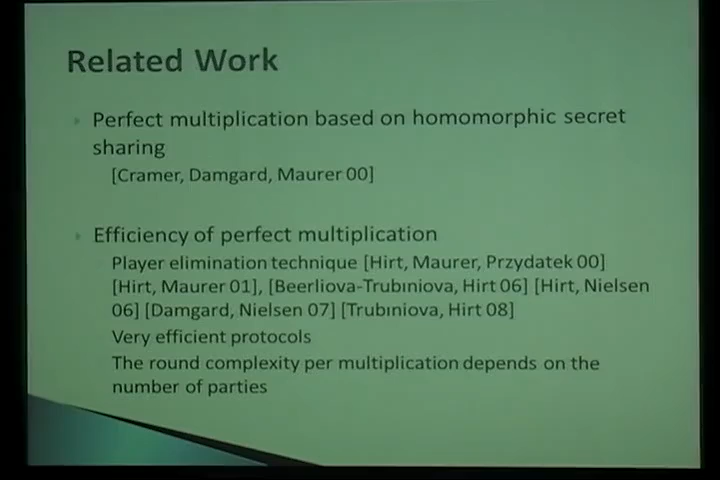 Related Work
Perfect multiplication based on homomorphic secret
sharing
[Cramer, Damgard, Maurer 00]
Efficiency of perfect multiplication
Player elimination technique [Hirt, Maurer, Przydatek 00]
[Hirt, Maurer 01], [Beerliova-Trubıniova, Hirt 06] [Hirt, Nielsen
06] [Damgard, Nielsen 07] [Trubıniova, Hirt 08]
Very efficient protocols
The round complexity per multiplication depends on the
number of parties